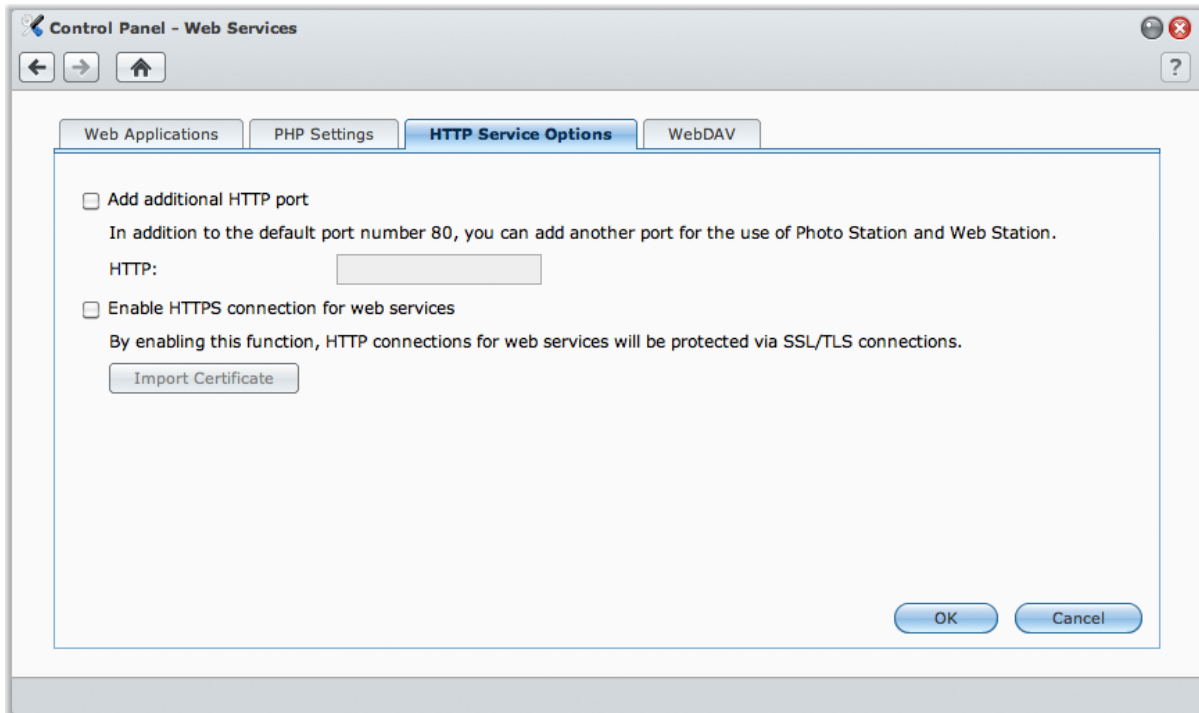 Control Panel - Web Services
?
Web Applications PHP Settings HTTP Service Options WebDAV
Add additional HTTP port
In addition to the default port number 80, you can add another port for the use of Photo Station and Web Station.
HTTP:
Enable HTTPS connection for web services
By enabling this function, HTTP connections for web services will be protected via SSL/TLS connections.
Import Certificate
OK Cancel